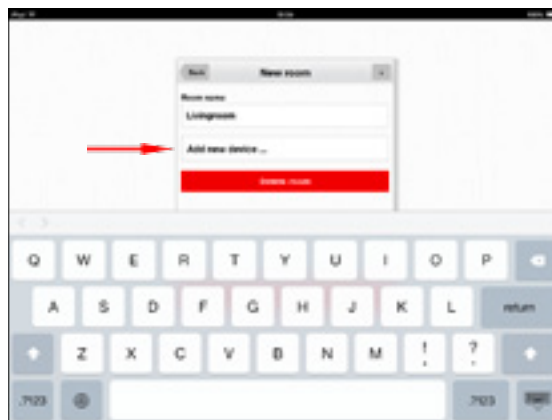 Back New room
Room name
Livingroom
Add new device ...
Delete room
Q W E R T Y U I O P
A S D F G H J K L return
Z X C V B N M ! , ? .
.?123 .?123